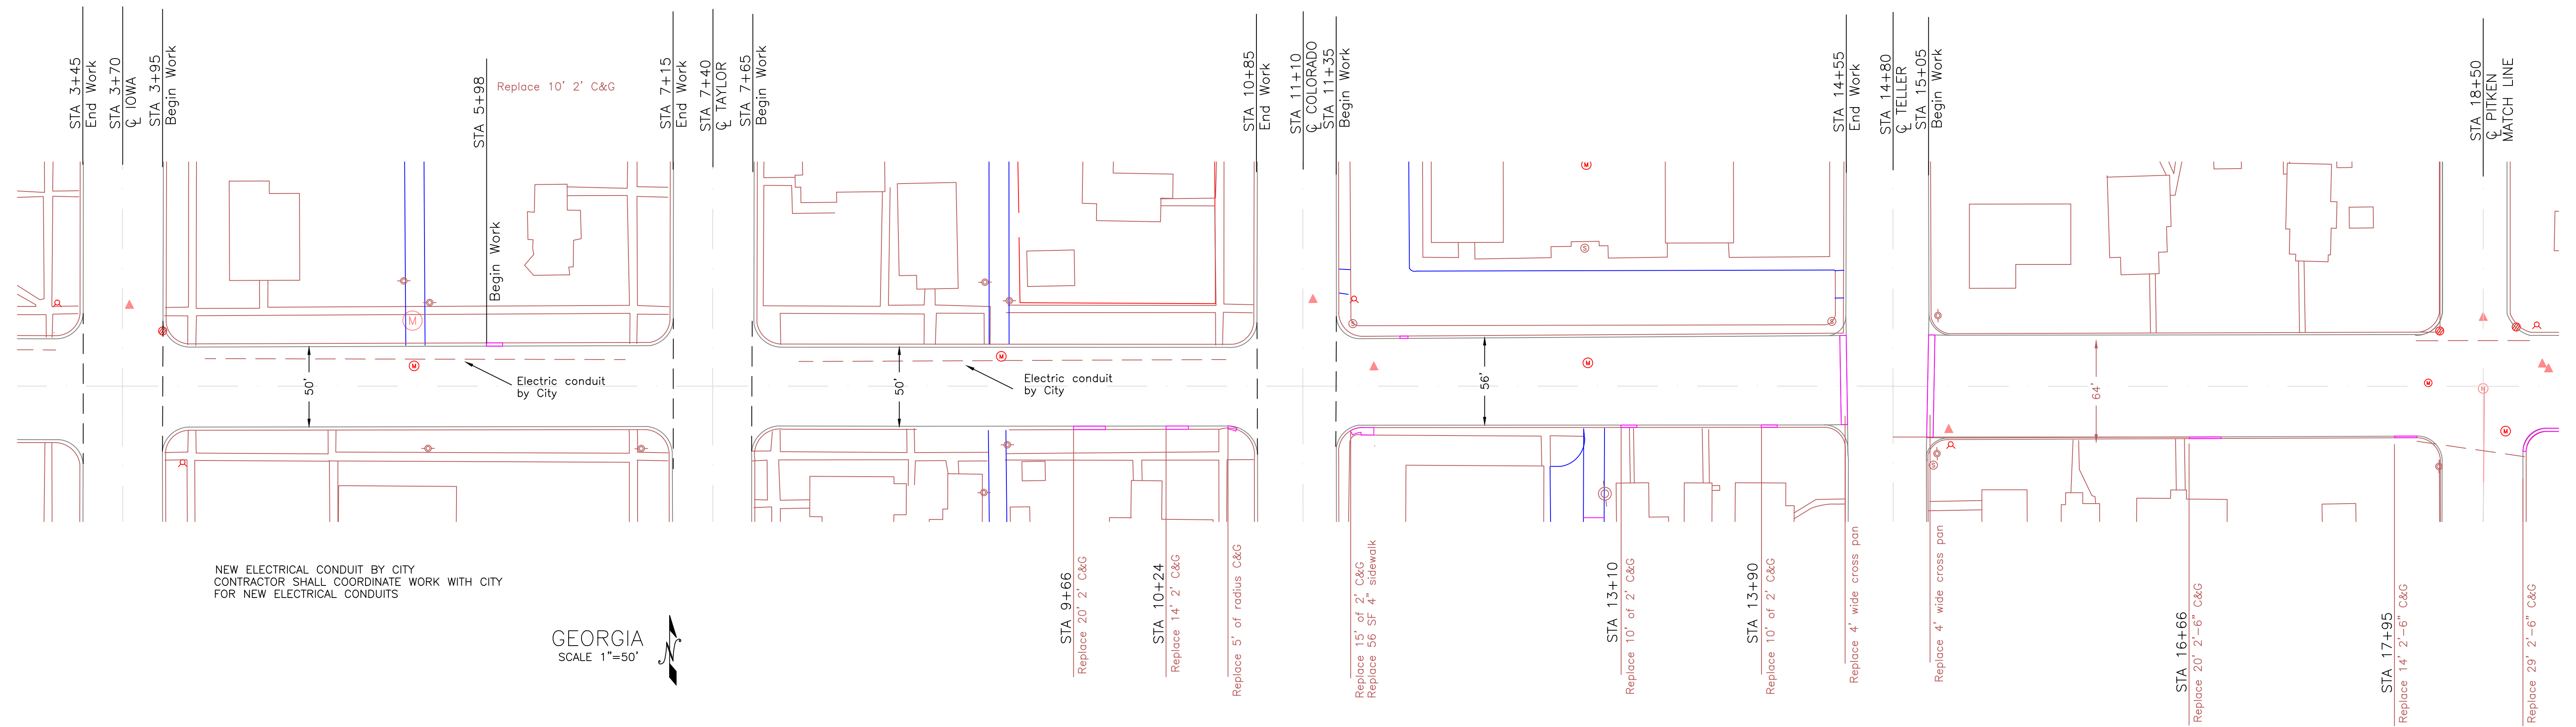 STA 3+45
End Work
STA 3+70
℄ IOWA
STA 3+95
Begin Work
STA 5+98
Replace 10' 2' C&G
Begin Work
STA 7+15
End Work
STA 7+40
℄ TAYLOR
STA 7+65
Begin Work
STA 10+85
End Work
STA 11+10
℄ COLORADO
STA 11+35
Begin Work
STA 14+55
End Work
STA 14+80
℄ TELLER
STA 15+05
Begin Work
STA 18+50
℄ PITKEN
MATCH LINE
M
M
M
M
M
M
M
M
S
S
S
S
50'
50'
56'
64'
Electric conduit
by City
Electric conduit
by City
NEW ELECTRICAL CONDUIT BY CITY
CONTRACTOR SHALL COORDINATE WORK WITH CITY
FOR NEW ELECTRICAL CONDUITS
GEORGIA
SCALE 1"=50'
N
STA 9+66
Replace 20' 2' C&G
STA 10+24
Replace 14' 2' C&G
Replace 5' of radius C&G
Replace 15' of 2' C&G
Replace 56 SF 4" sidewalk
STA 13+10
Replace 10' of 2' C&G
STA 13+90
Replace 10' of 2' C&G
Replace 4' wide cross pan
Replace 4' wide cross pan
STA 16+66
Replace 20' 2'-6" C&G
STA 17+95
Replace 14' 2'-6" C&G
Replace 29' 2'-6" C&G